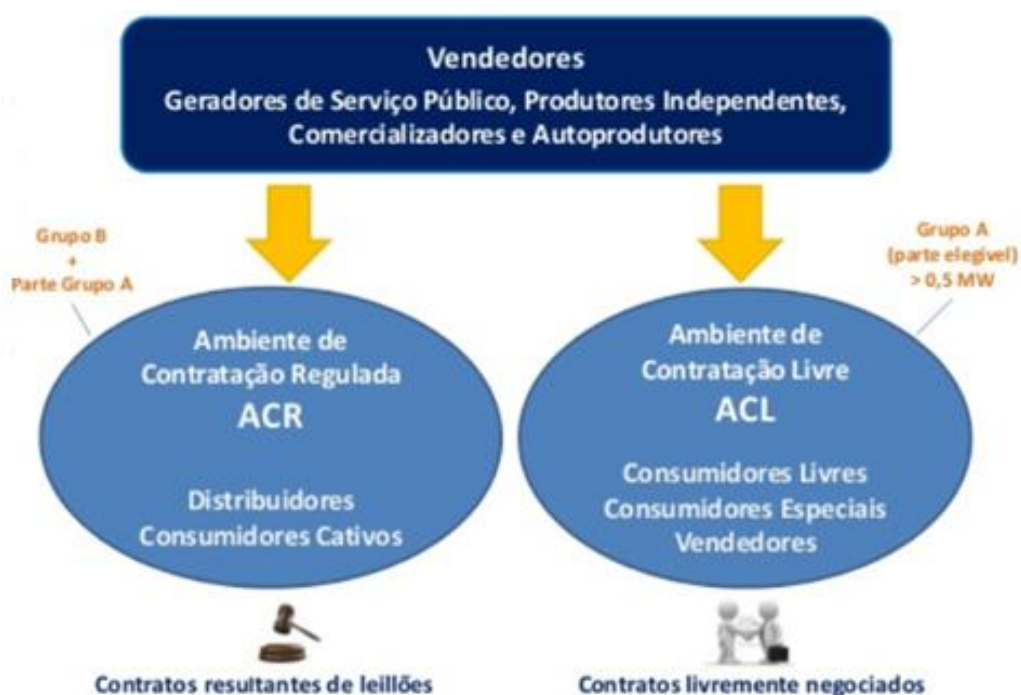 Vendedores
Geradores de Serviço Público, Produtores Independentes,
Comercializadores e Autoprodutores
Grupo B
+
Parte Grupo A
Grupo A
(parte elegível)
> 0,5 MW
Ambiente de
Contratação Regulada
ACR
Distribuidores
Consumidores Cativos
Ambiente de
Contratação Livre
ACL
Consumidores Livres
Consumidores Especiais
Vendedores
Contratos resultantes de leillões
Contratos livremente negociados